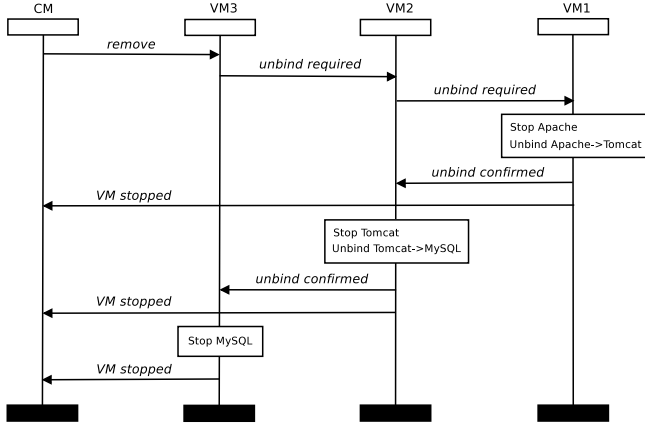 CM
VM3
VM2
VM1
remove
unbind required
unbind required
Stop Apache
Unbind Apache->Tomcat
unbind confirmed
VM stopped
Stop Tomcat
Unbind Tomcat->MySQL
unbind confirmed
VM stopped
Stop MySQL
VM stopped